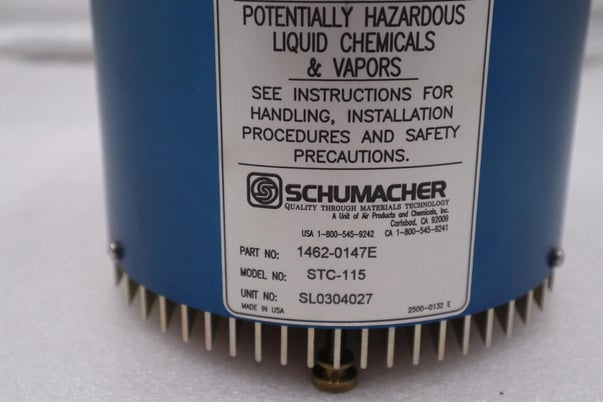 POTENTIALLY HAZARDOUS
LIQUID CHEMICALS
& VAPORS
SEE INSTRUCTIONS FOR
HANDLING, INSTALLATION
PROCEDURES AND SAFETY
PRECAUTIONS.
SCHUMACHER
QUALITY THROUGH MATERIALS TECHNOLOGY
A Unit of Air Products and Chemicals, Inc.
Carlsbad, CA 92009
USA 1-800-545-9242 CA 1-800-545-9241
PART NO: 1462-0147E
MODEL NO: STC-115
UNIT NO: SL0304027
MADE IN USA 2500-0132 E